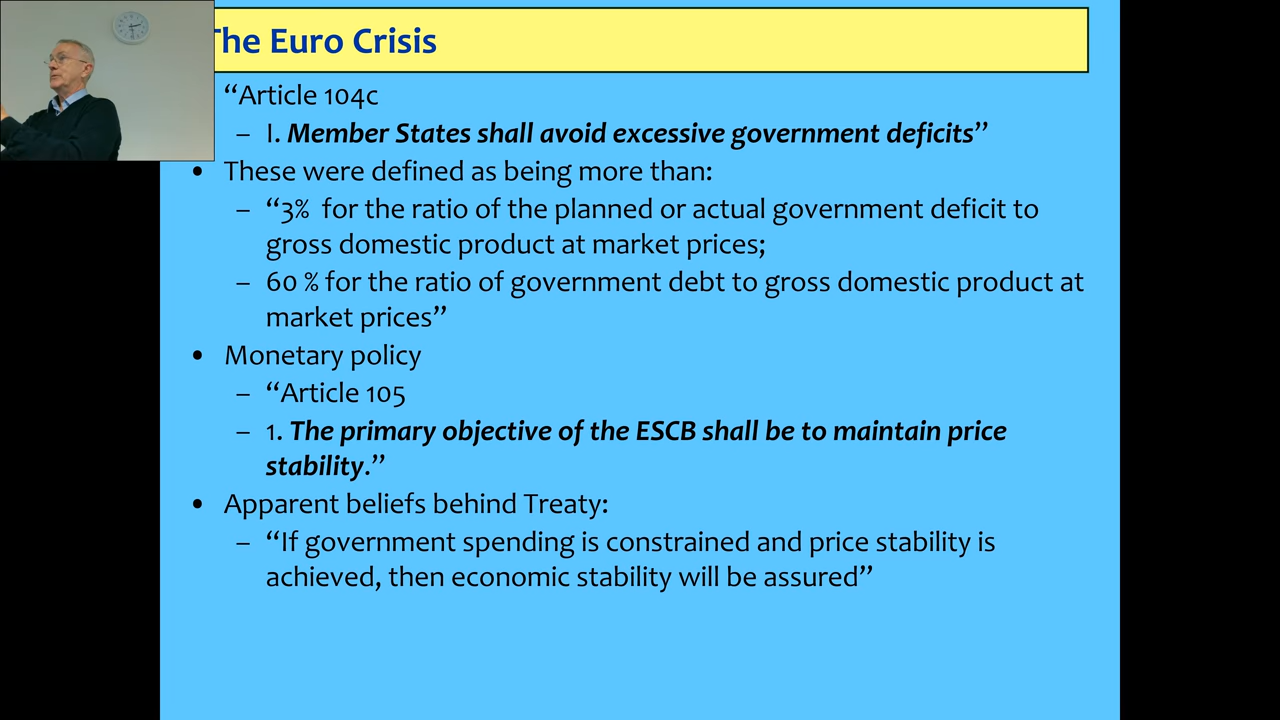 The Euro Crisis
“Article 104c
– I. Member States shall avoid excessive government deficits”
• These were defined as being more than:
– “3% for the ratio of the planned or actual government deficit to
gross domestic product at market prices;
– 60 % for the ratio of government debt to gross domestic product at
market prices”
• Monetary policy
– “Article 105
– 1. The primary objective of the ESCB shall be to maintain price
stability.”
• Apparent beliefs behind Treaty:
– “If government spending is constrained and price stability is
achieved, then economic stability will be assured”